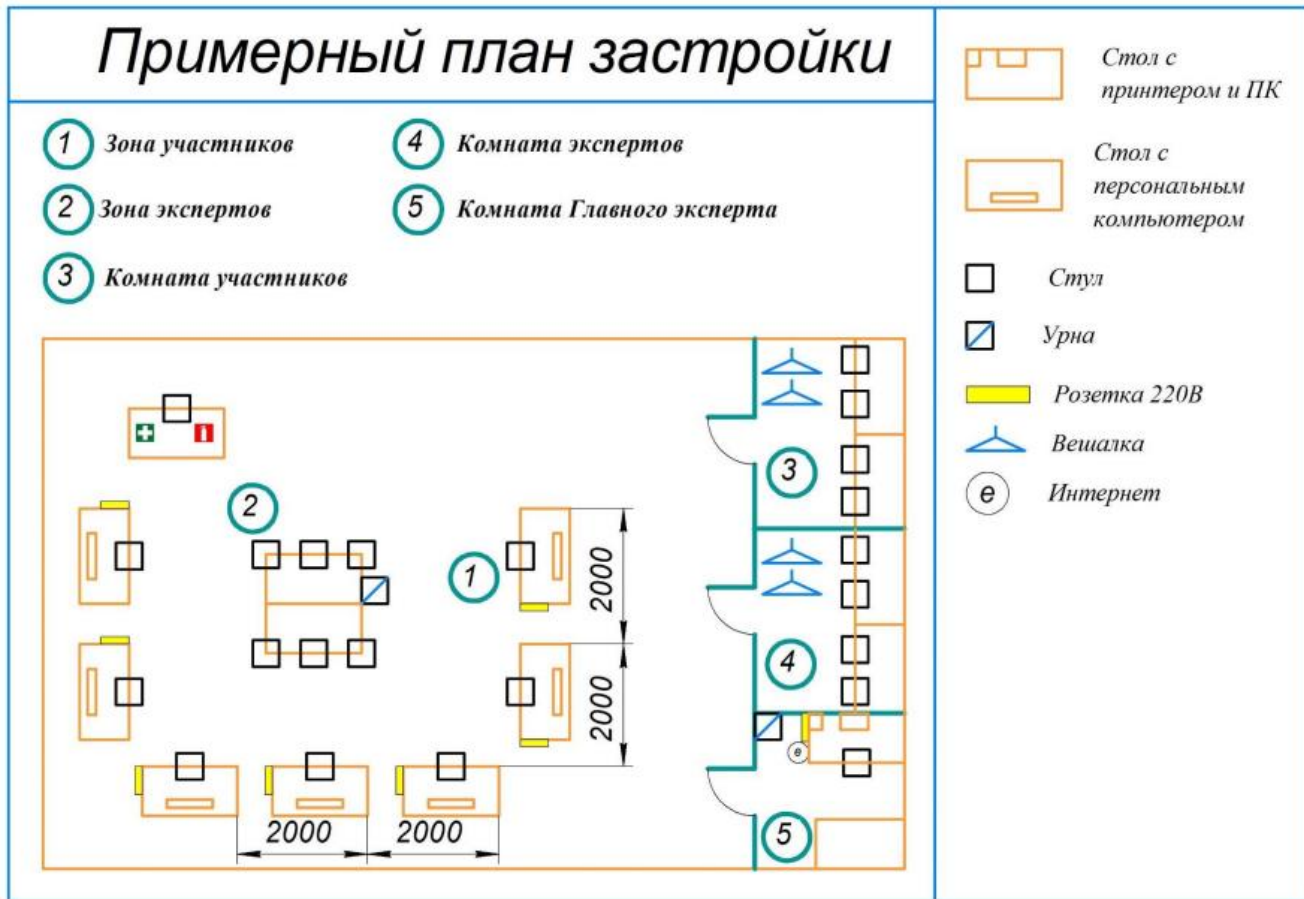 Примерный план застройки
1 Зона участников
2 Зона экспертов
3 Комната участников
4 Комната экспертов
5 Комната Главного эксперта
Стол с
принтером и ПК
Стол с
персональным
компьютером
Стул
Урна
Розетка 220В
Вешалка
e Интернет
3
2
1
2000
4
2000
e
5
2000 2000